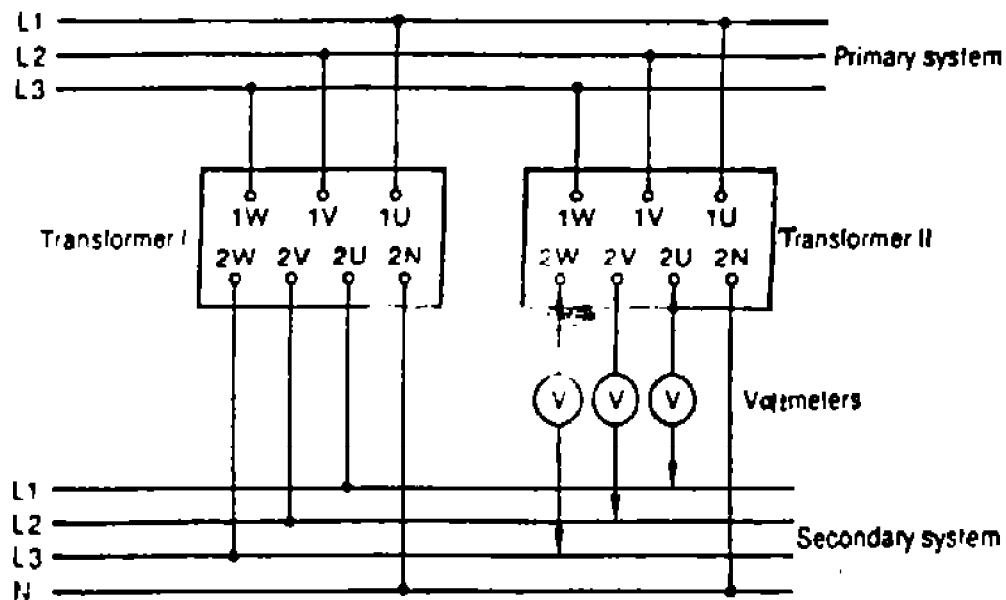 L1
L2
Primary system
L3
1W 1V 1U
1W 1V 1U
Transformer I
2W 2V 2U 2N
2W 2V 2U 2N
Transformer II
V V V
Voltmeters
L1
L2
Secondary system
L3
N